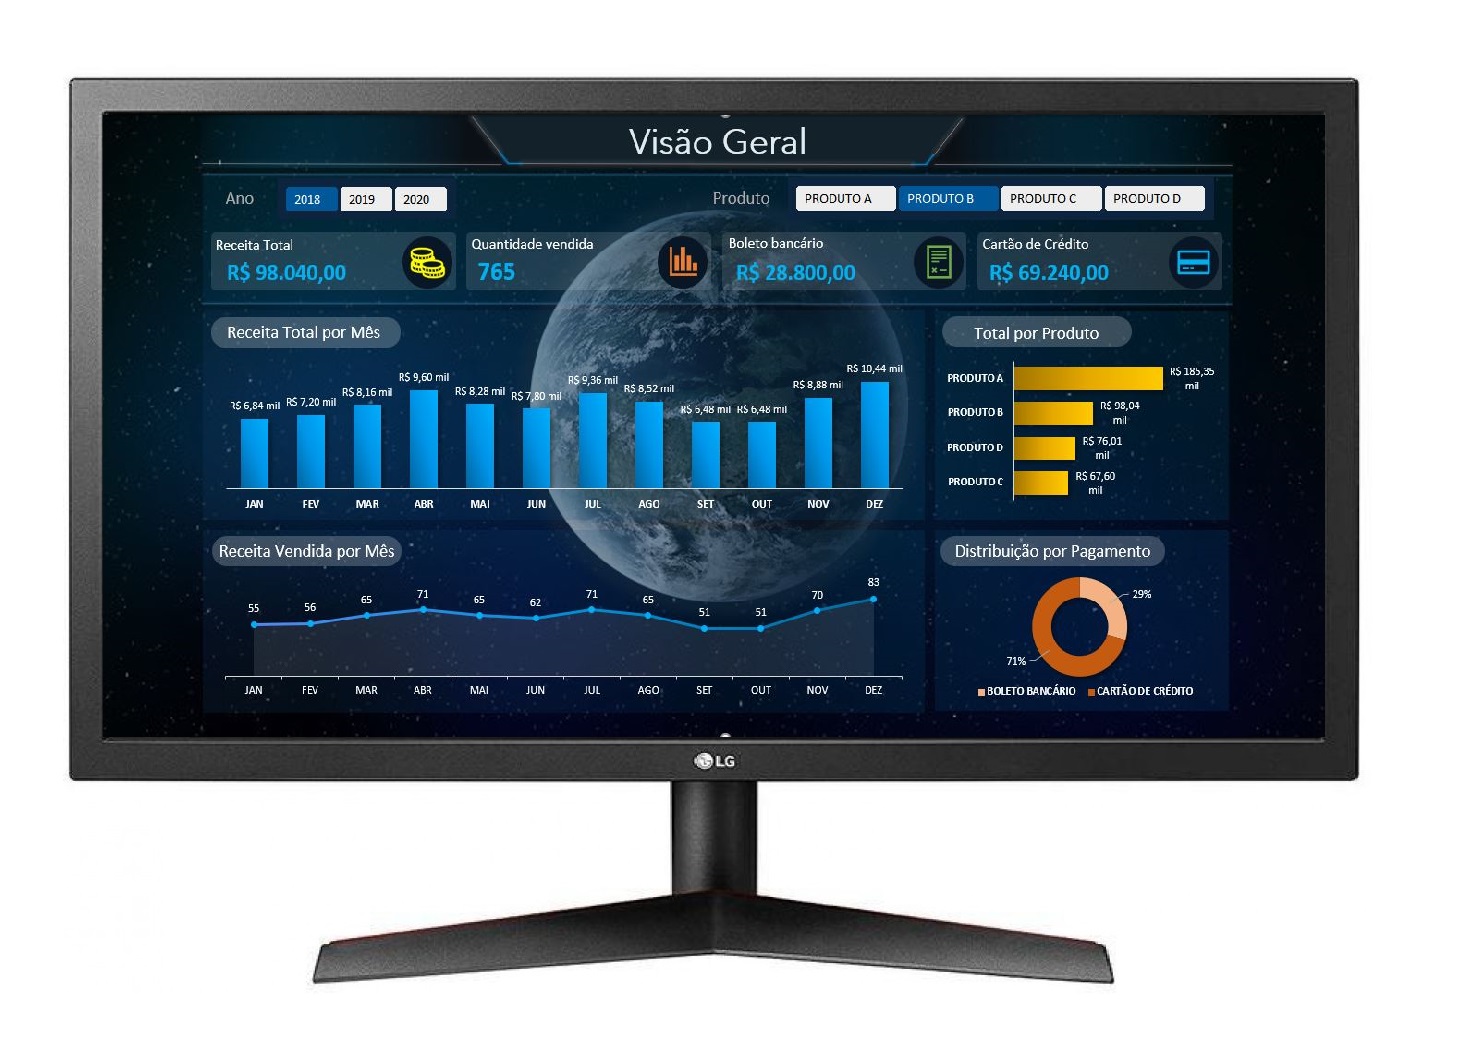 Visão Geral
Ano
2018
2019
2020
Produto
PRODUTO A
PRODUTO B
PRODUTO C
PRODUTO D
Receita Total
R$ 98.040,00
Quantidade vendida
765
Boleto bancário
R$ 28.800,00
Cartão de Crédito
R$ 69.240,00
Receita Total por Mês
R$ 6,84 mil
R$ 7,20 mil
R$ 8,16 mil
R$ 9,60 mil
R$ 8,28 mil
R$ 7,80 mil
R$ 9,36 mil
R$ 8,52 mil
R$ 6,48 mil
R$ 6,48 mil
R$ 8,88 mil
R$ 10,44 mil
JAN
FEV
MAR
ABR
MAI
JUN
JUL
AGO
SET
OUT
NOV
DEZ
Total por Produto
PRODUTO A
R$ 185,35
mil
PRODUTO B
R$ 98,04
mil
PRODUTO D
R$ 76,01
mil
PRODUTO C
R$ 67,60
mil
Receita Vendida por Mês
55
56
65
71
65
62
71
65
51
51
70
83
JAN
FEV
MAR
ABR
MAI
JUN
JUL
AGO
SET
OUT
NOV
DEZ
Distribuição por Pagamento
29%
71%
BOLETO BANCÁRIO
CARTÃO DE CRÉDITO
LG